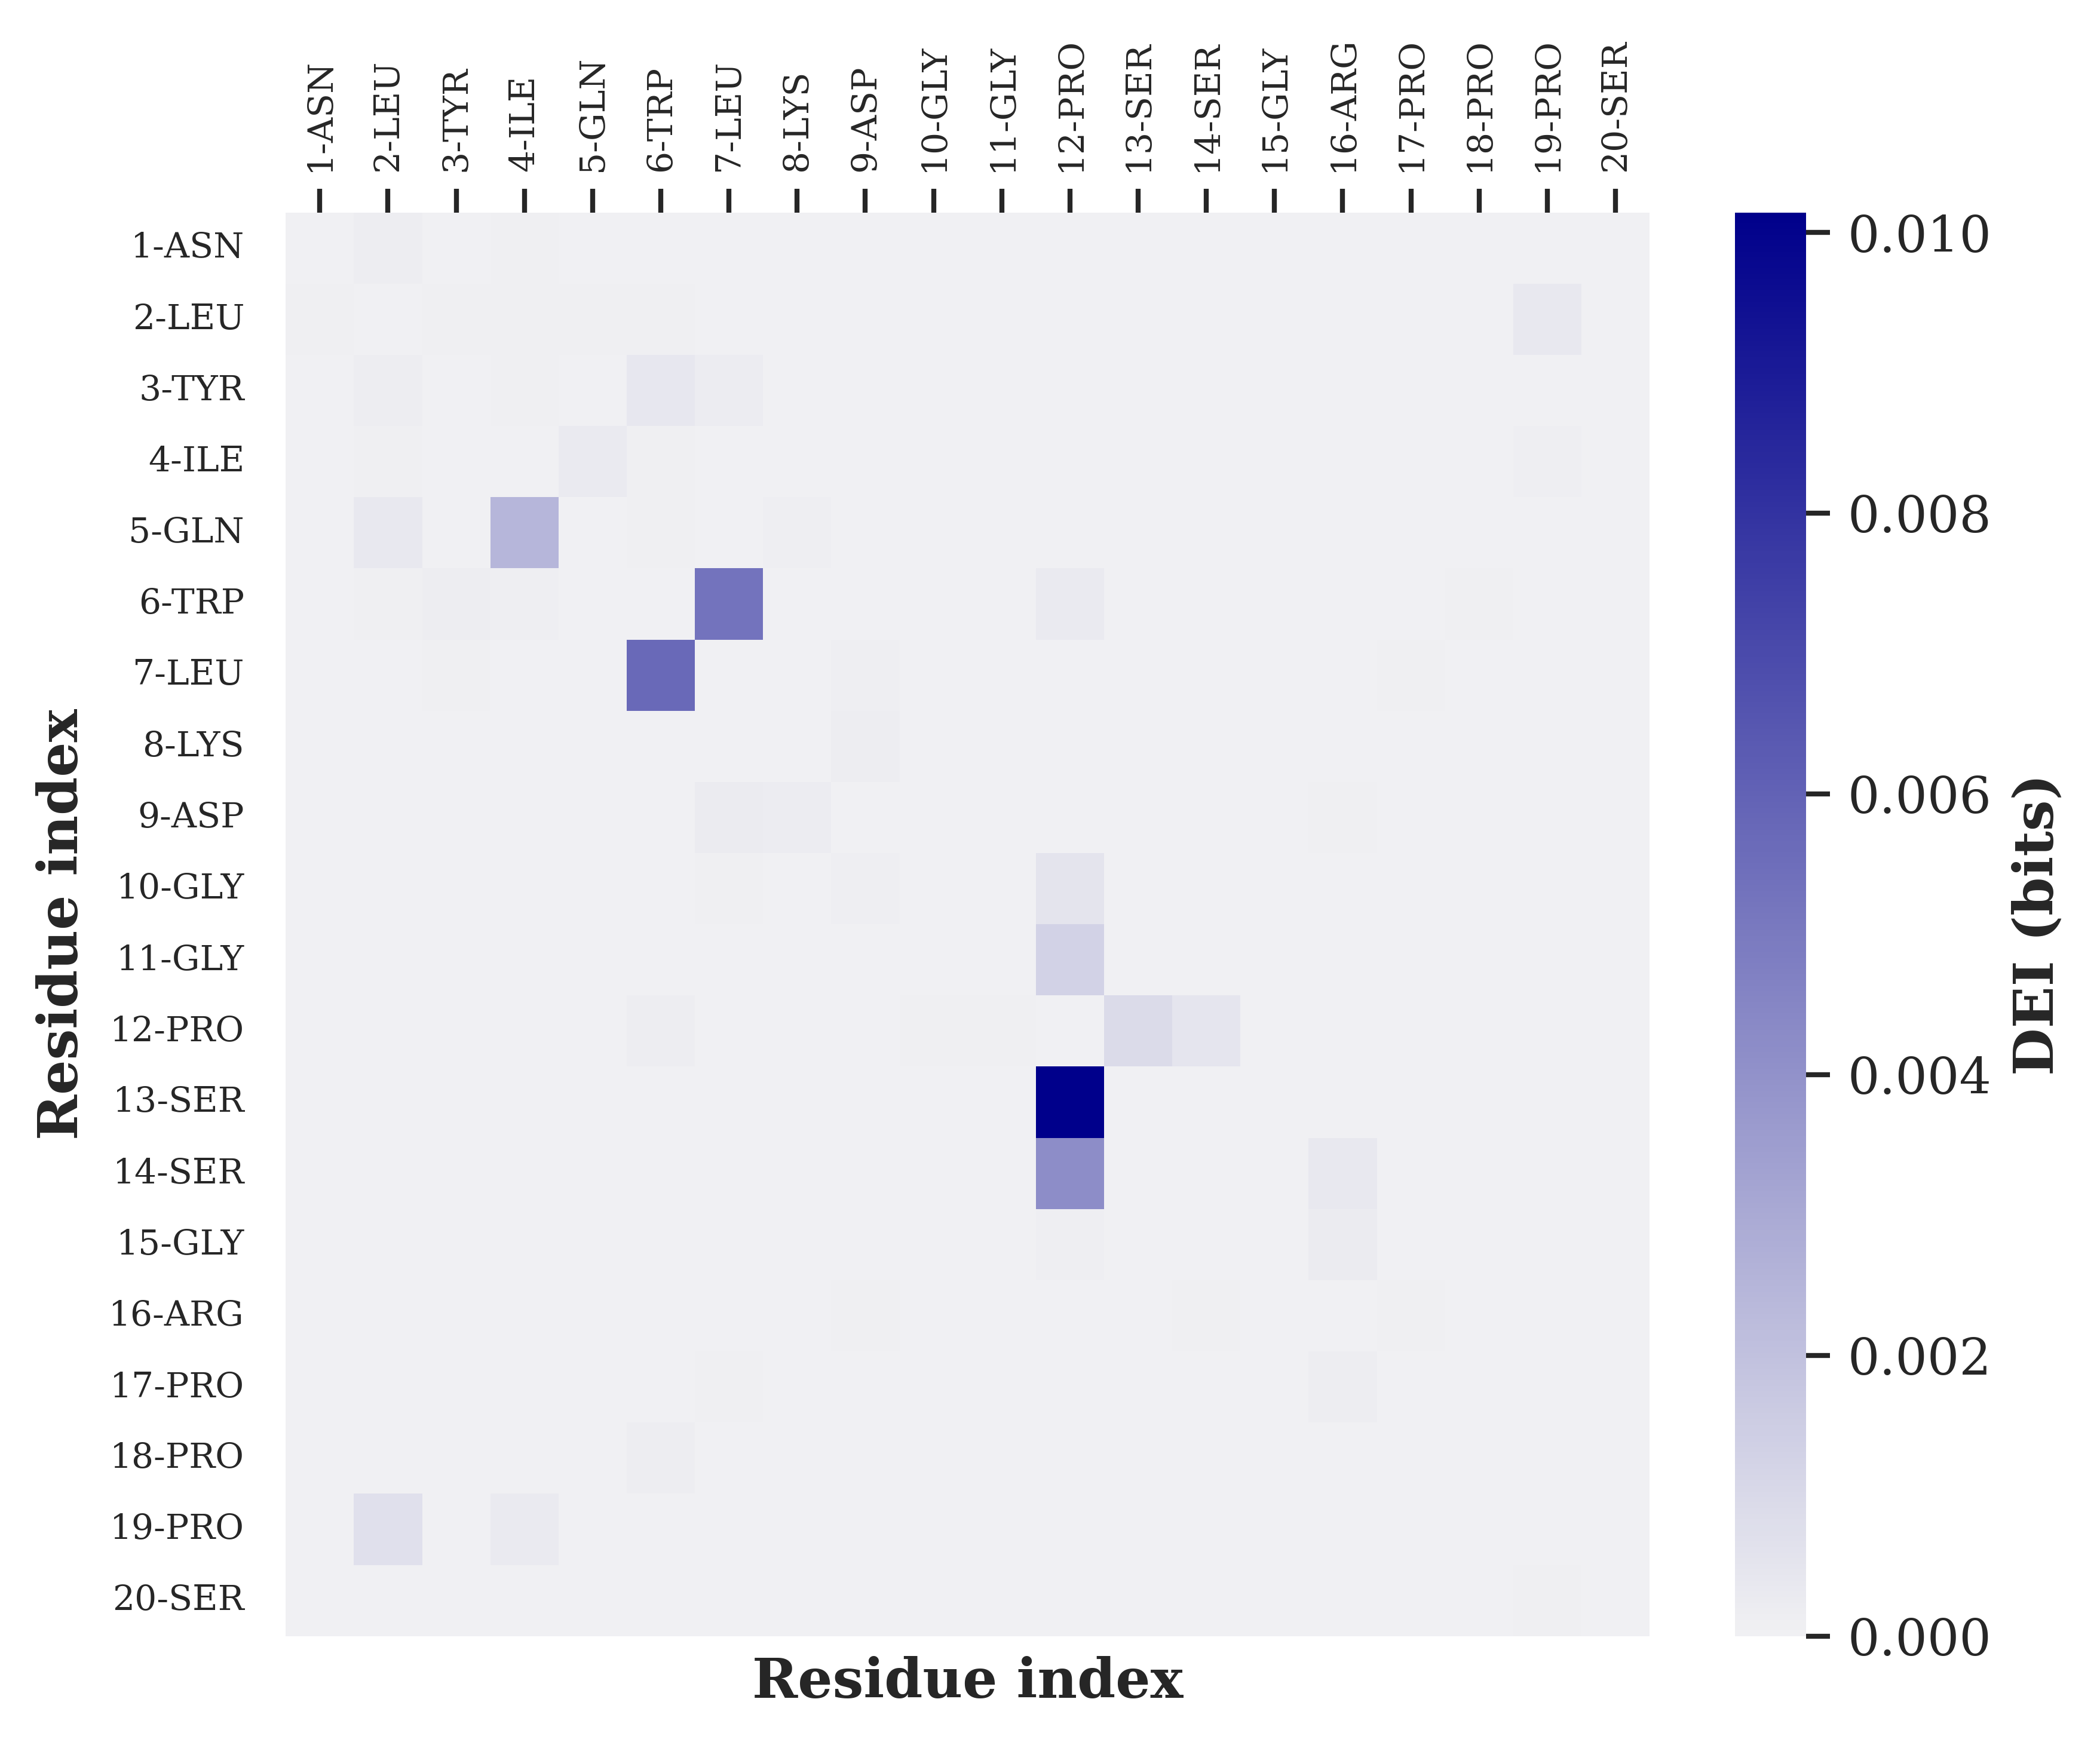 1-ASN
2-LEU
3-TYR
4-ILE
5-GLN
6-TRP
7-LEU
8-LYS
9-ASP
10-GLY
11-GLY
12-PRO
13-SER
14-SER
15-GLY
16-ARG
17-PRO
18-PRO
19-PRO
20-SER
Residue index
1-ASN
2-LEU
3-TYR
4-ILE
5-GLN
6-TRP
7-LEU
8-LYS
9-ASP
10-GLY
11-GLY
12-PRO
13-SER
14-SER
15-GLY
16-ARG
17-PRO
18-PRO
19-PRO
20-SER
Residue index
0.010
0.008
0.006
0.004
0.002
0.000
DEI (bits)